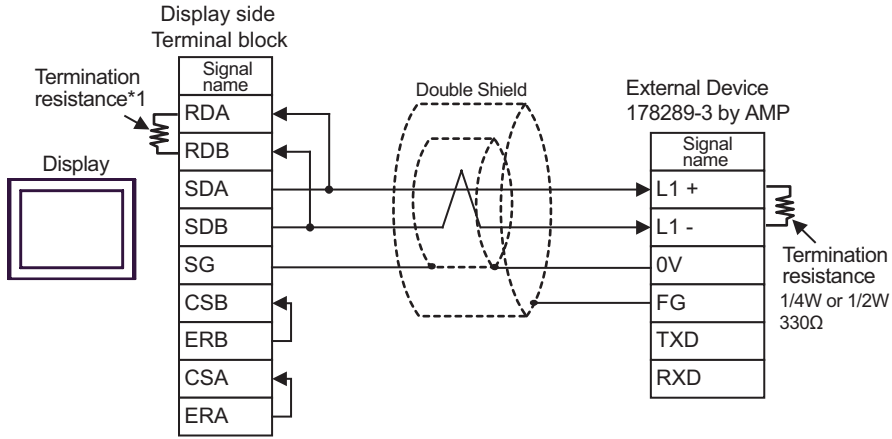 Display side
Terminal block
Termination
resistance*1
Display
Signal
name
RDA
RDB
SDA
SDB
SG
CSB
ERB
CSA
ERA
Double Shield
External Device
178289-3 by AMP
Signal
name
L1 +
L1 -
0V
FG
TXD
RXD
Termination
resistance
1/4W or 1/2W
330Ω